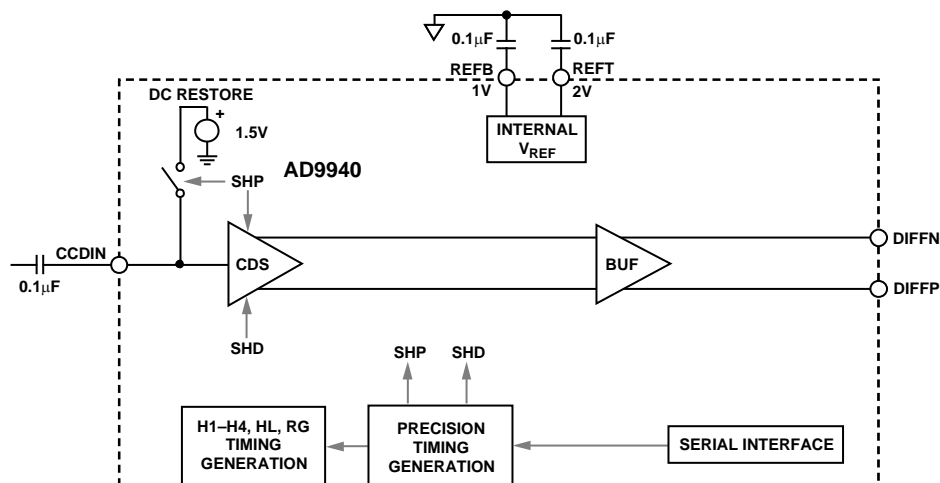 0.1μF
0.1μF
REFB
REFT
1V
2V
DC RESTORE
+
1.5V
INTERNAL
VREF
AD9940
SHP
CCDIN
0.1μF
CDS
BUF
DIFFN
DIFFP
SHD
SHP
SHD
H1–H4, HL, RG
TIMING
GENERATION
PRECISION
TIMING
GENERATION
SERIAL INTERFACE